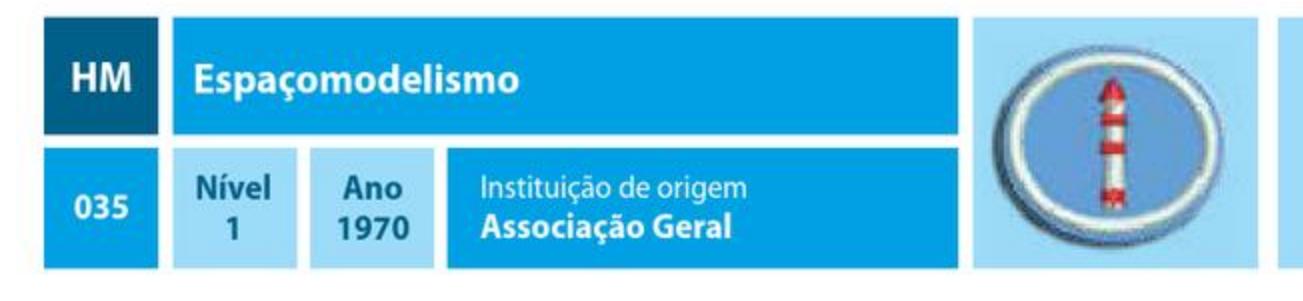 HM
Espaçomodelismo
035
Nível
1
Ano
1970
Instituição de origem
Associação Geral